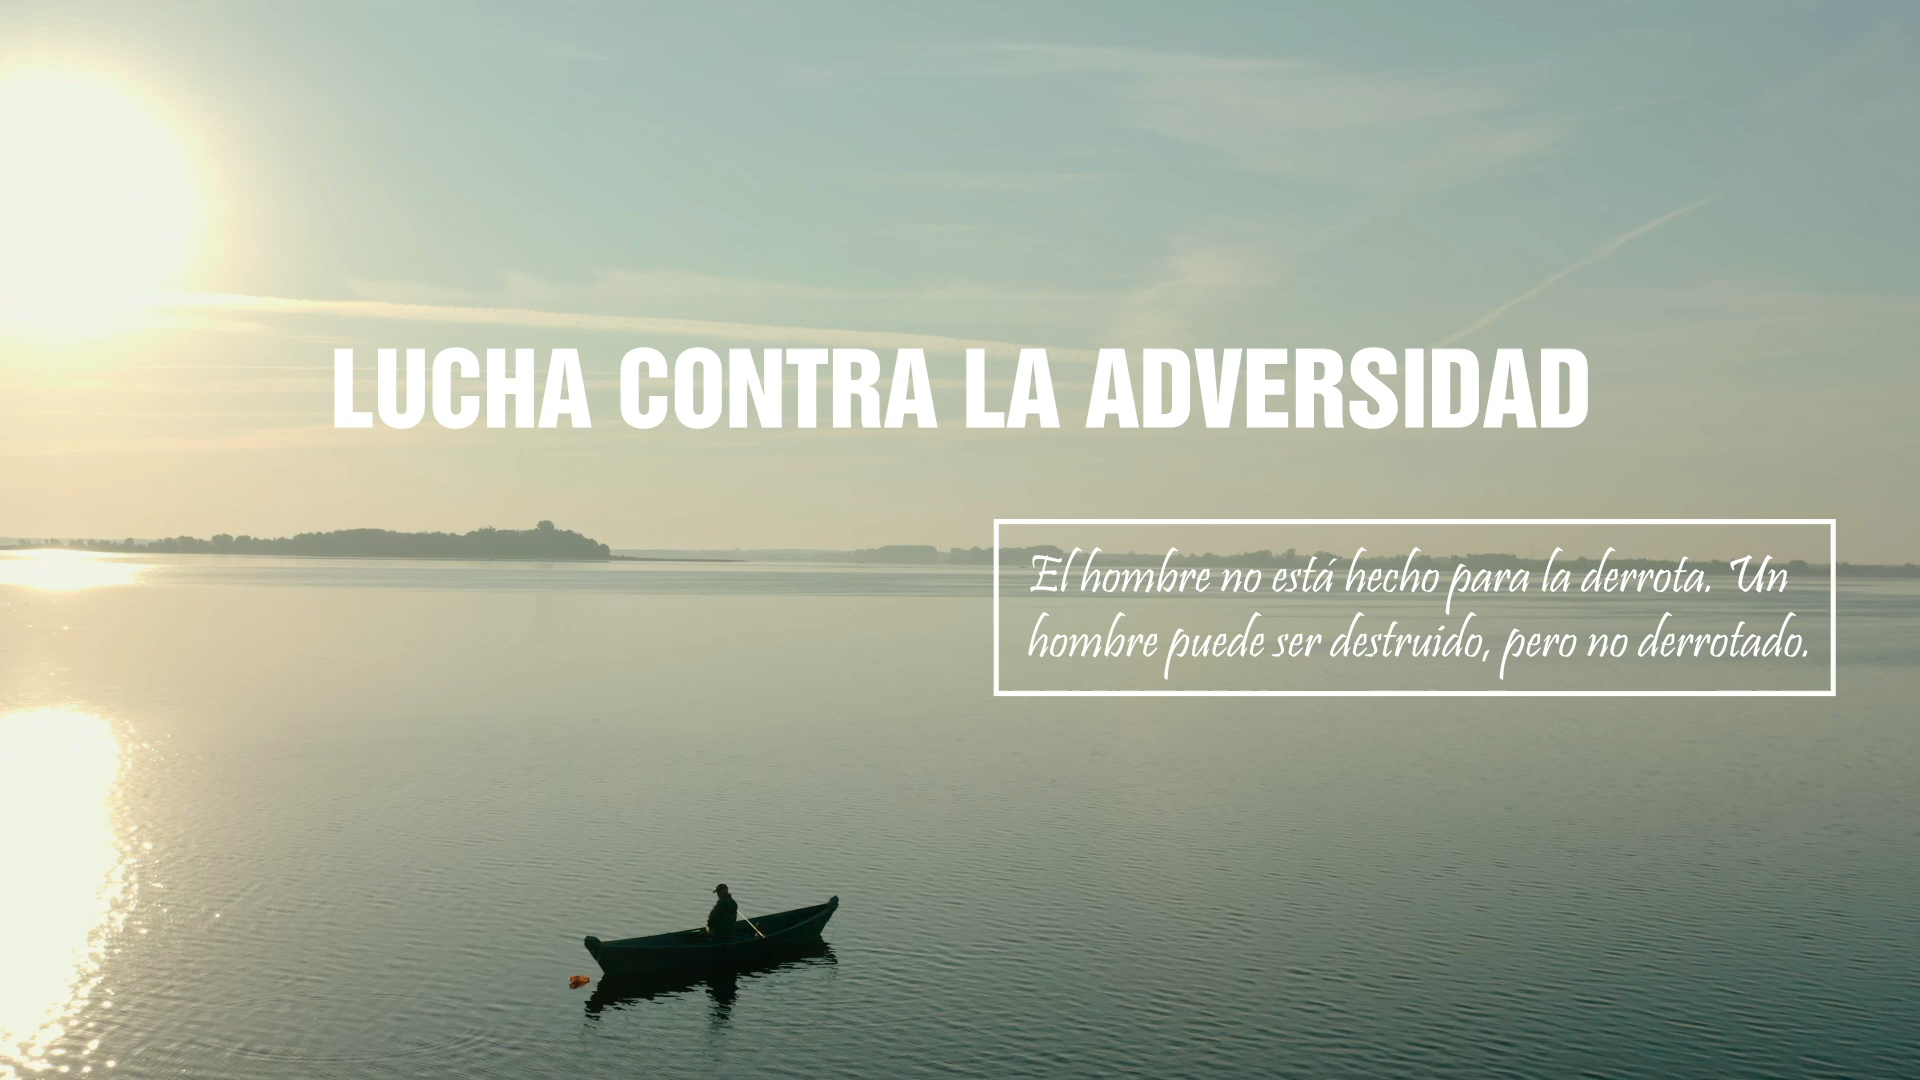 LUCHA CONTRA LA ADVERSIDAD
El hombre no está hecho para la derrota. Un
hombre puede ser destruido, pero no derrotado.